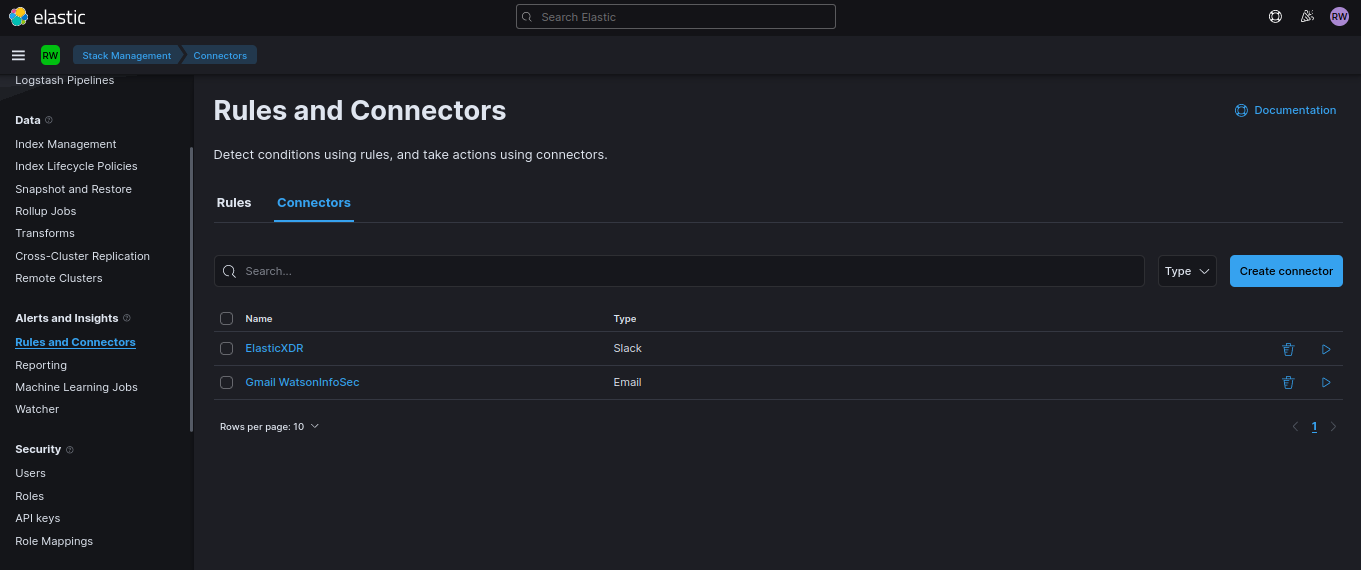 elastic
Search Elastic
RW
RW
Stack Management
Connectors
Logstash Pipelines
Data
Index Management
Index Lifecycle Policies
Snapshot and Restore
Rollup Jobs
Transforms
Cross-Cluster Replication
Remote Clusters
Alerts and Insights
Rules and Connectors
Reporting
Machine Learning Jobs
Watcher
Security
Users
Roles
API keys
Role Mappings
Rules and Connectors
Documentation
Detect conditions using rules, and take actions using connectors.
Rules
Connectors
Search...
Type
Create connector
Name Type
ElasticXDR Slack
Gmail WatsonInfoSec Email
Rows per page: 10
1